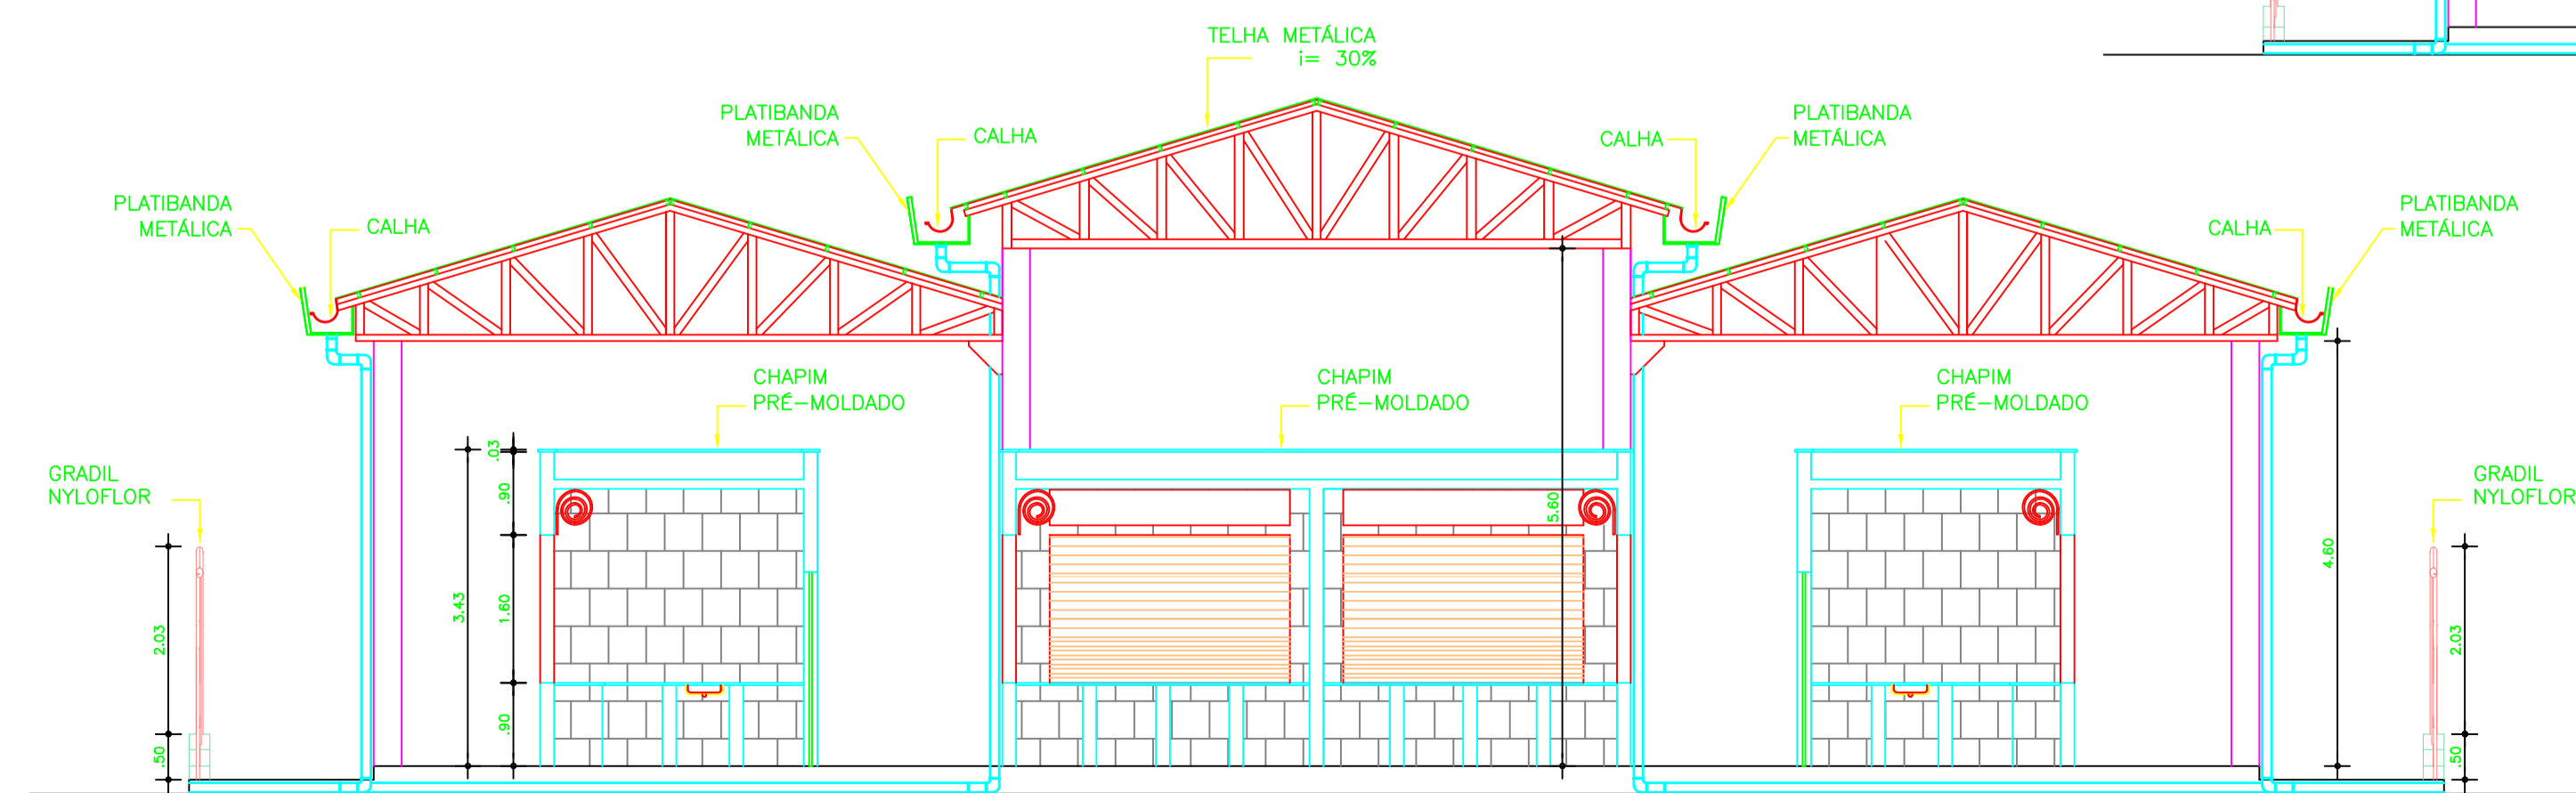 TELHA METÁLICA
i= 30%
PLATIBANDA
METÁLICA
CALHA
CALHA
PLATIBANDA
METÁLICA
PLATIBANDA
METÁLICA
CALHA
CALHA
PLATIBANDA
METÁLICA
CHAPIM
PRÉ-MOLDADO
CHAPIM
PRÉ-MOLDADO
CHAPIM
PRÉ-MOLDADO
GRADIL
NYLOFLOR
GRADIL
NYLOFLOR
2.03
.50
3.43
.03
.90
1.60
.90
5.60
4.60
2.03
.50